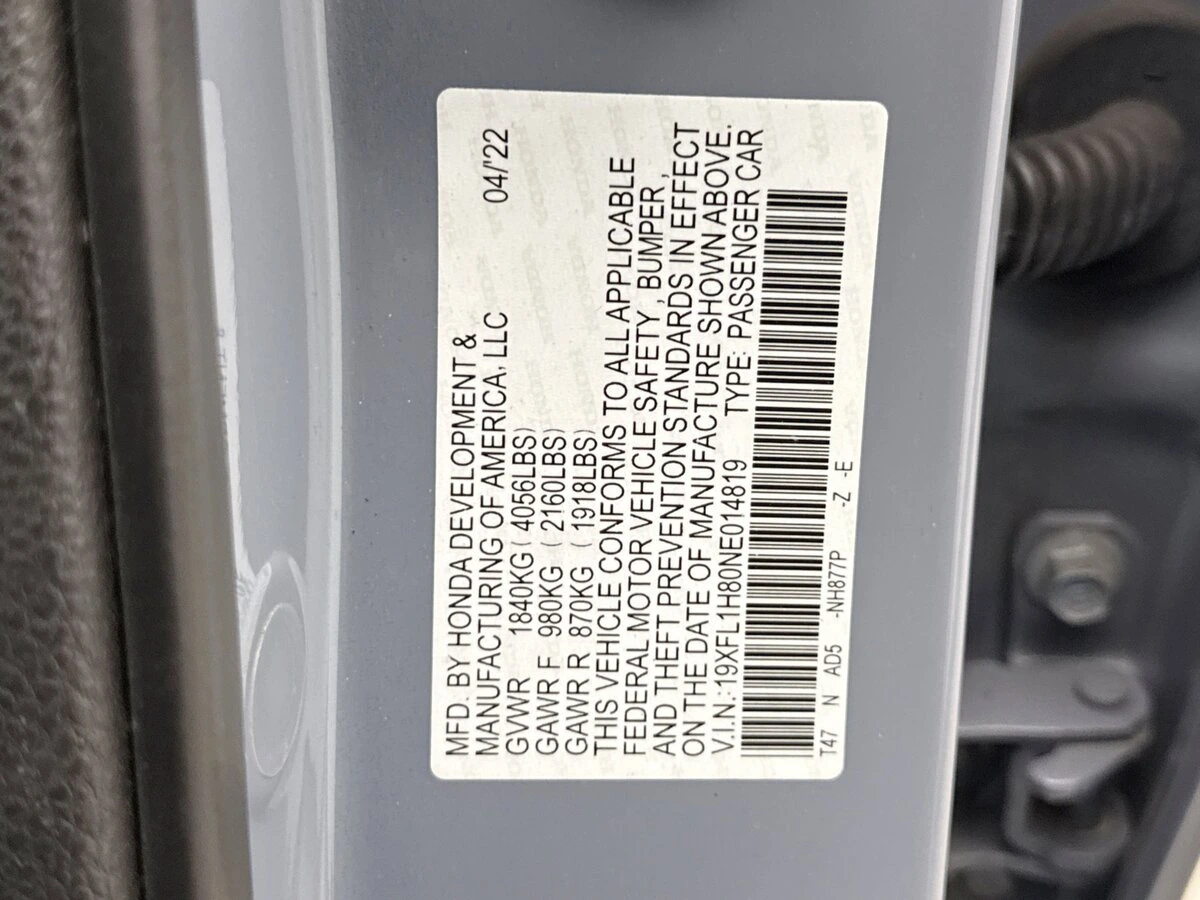 MFD. BY HONDA DEVELOPMENT &
MANUFACTURING OF AMERICA, LLC 04/'22
GVWR 1840KG ( 4056LBS)
GAWR F 980KG ( 2160LBS)
GAWR R 870KG ( 1918LBS)
THIS VEHICLE CONFORMS TO ALL APPLICABLE
FEDERAL MOTOR VEHICLE SAFETY , BUMPER ,
AND THEFT PREVENTION STANDARDS IN EFFECT
ON THE DATE OF MANUFACTURE SHOWN ABOVE.
V.I.N.:19XFL1H80NE014819 TYPE: PASSENGER CAR
T47 N AD5 -NH877P -Z -E